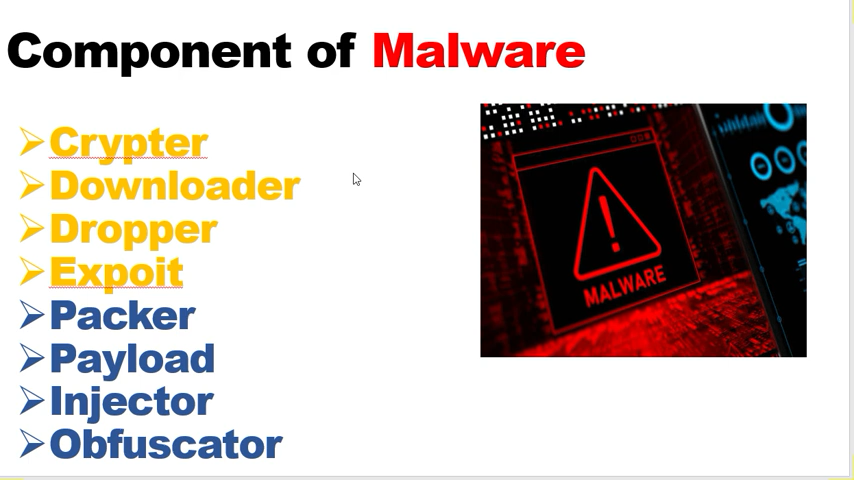 Component of Malware
Crypter
Downloader
Dropper
Expoit
Packer
Payload
Injector
Obfuscator
MALWARE